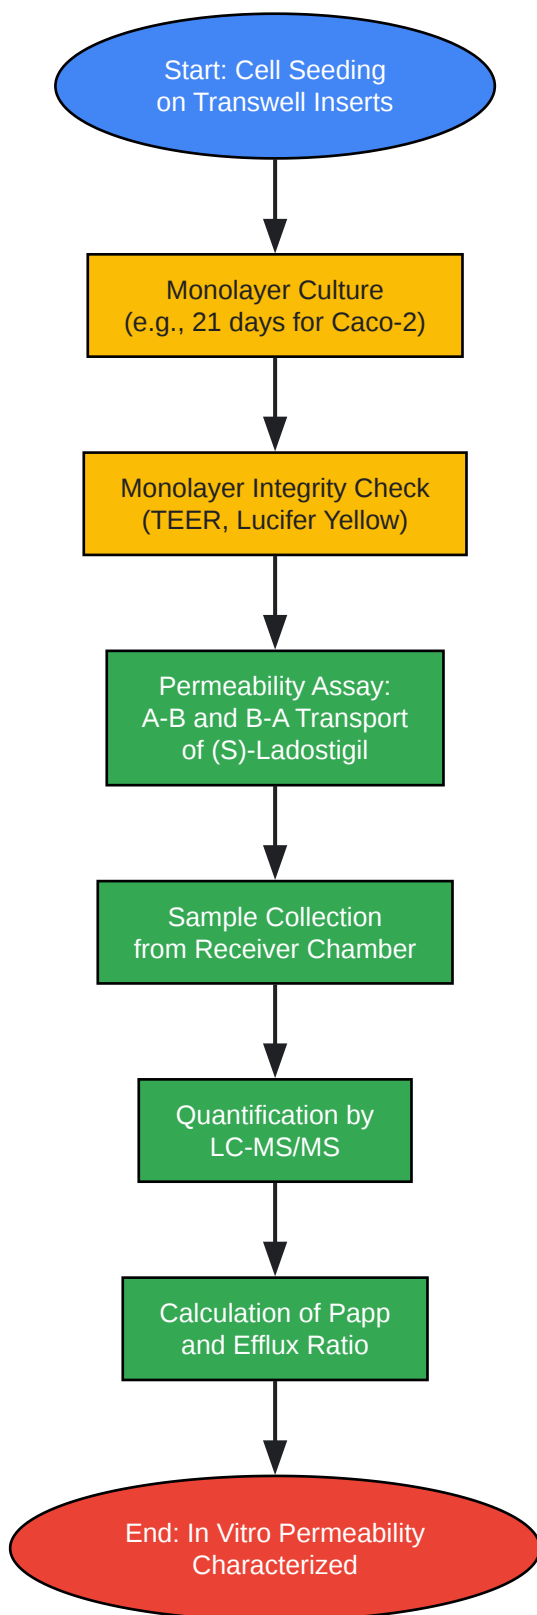 Start: Cell Seeding
on Transwell Inserts
Monolayer Culture
(e.g., 21 days for Caco-2)
Monolayer Integrity Check
(TEER, Lucifer Yellow)
Permeability Assay:
A-B and B-A Transport
of (S)-Ladostigil
Sample Collection
from Receiver Chamber
Quantification by
LC-MS/MS
Calculation of Papp
and Efflux Ratio
End: In Vitro Permeability
Characterized